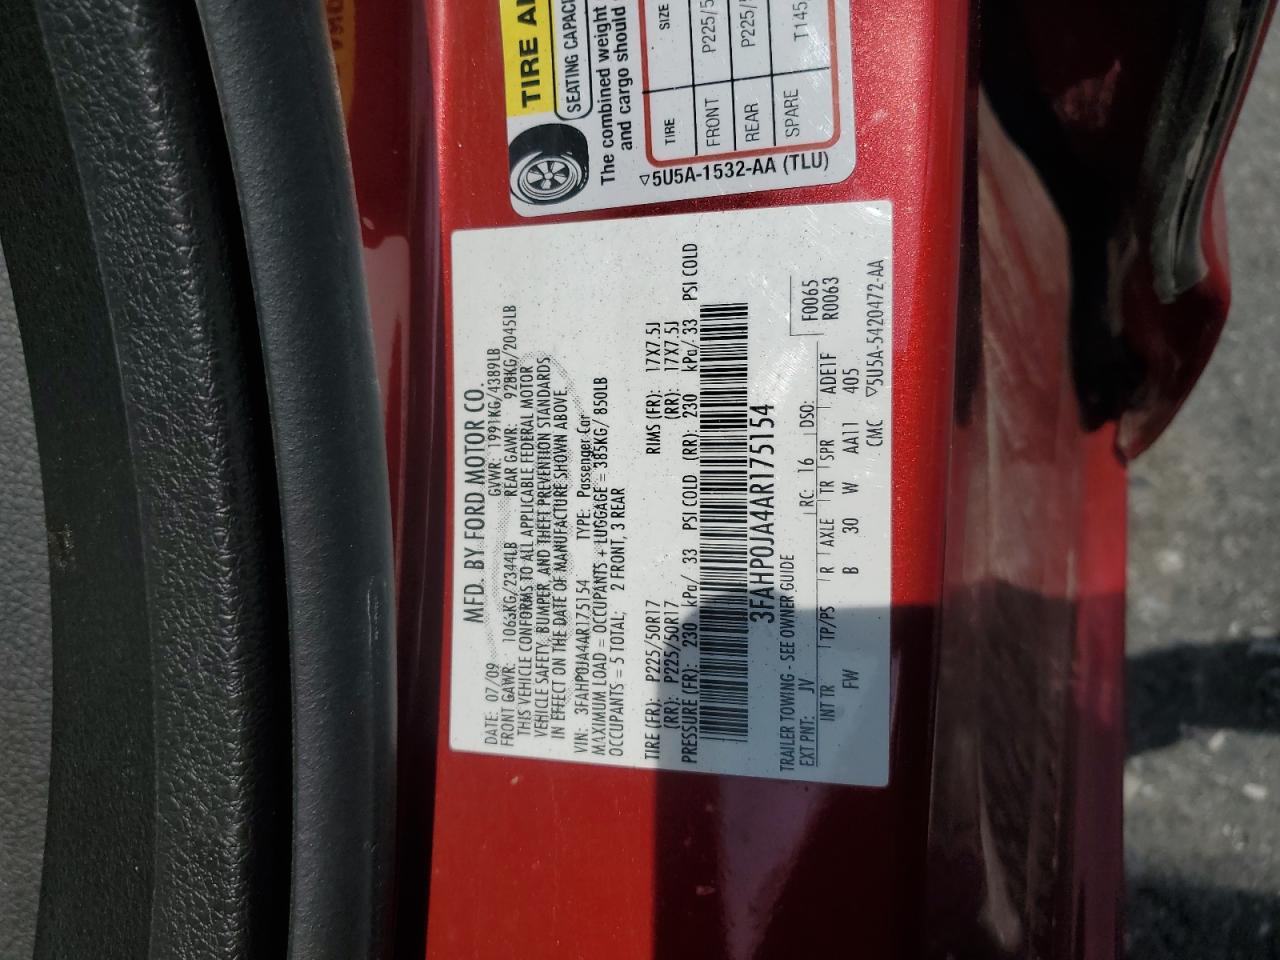 TIRE A
SEATING CAPAC
The combined weight
and cargo should
TIRE SIZE
FRONT P225/5
REAR P225/
SPARE T145
▽5U5A-1532-AA (TLU)
MFD. BY FORD MOTOR CO.
DATE: 07/09 GVWR: 1991KG/4389LB
FRONT GAWR: 1063KG/2344LB REAR GAWR: 928KG/2045LB
THIS VEHICLE CONFORMS TO ALL APPLICABLE FEDERAL MOTOR
VEHICLE SAFETY, BUMPER, AND THEFT PREVENTION STANDARDS
IN EFFECT ON THE DATE OF MANUFACTURE SHOWN ABOVE.
VIN: 3FAHP0JA4AR175154 TYPE: Passenger Car
MAXIMUM LOAD = OCCUPANTS + LUGGAGE = 385KG/ 850LB
OCCUPANTS = 5 TOTAL; 2 FRONT, 3 REAR
TIRE (FR): P225/50R17 RIMS (FR): 17X7.5J
(RR): P225/50R17 (RR): 17X7.5J
PRESSURE (FR): 230 kPa/ 33 PSI COLD (RR): 230 kPa/ 33 PSI COLD
3FAHP0JA4AR175154
TRAILER TOWING - SEE OWNER GUIDE F0065
EXT PNT: JV RC: 16 DSO: R0063
INT TR TP/PS R AXLE TR SPR ADE1F
FW B 30 W AA11 405
CMC ▽5U5A-5420472-AA